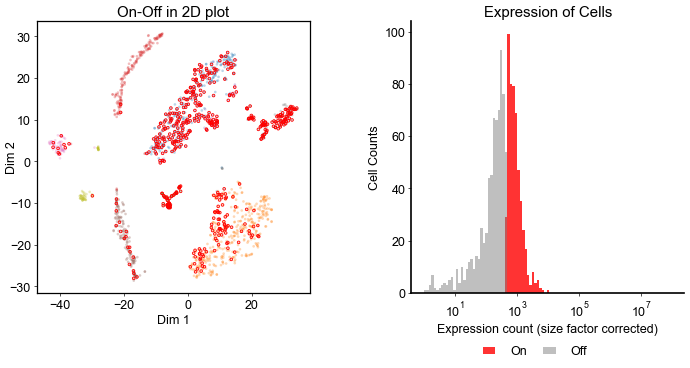 On-Off in 2D plot
Expression of Cells
30
20
10
0
−10
−20
−30
Dim 2
−40
−20
0
20
Dim 1
100
80
60
40
20
0
Cell Counts
10^1
10^3
10^5
10^7
Expression count (size factor corrected)
On
Off